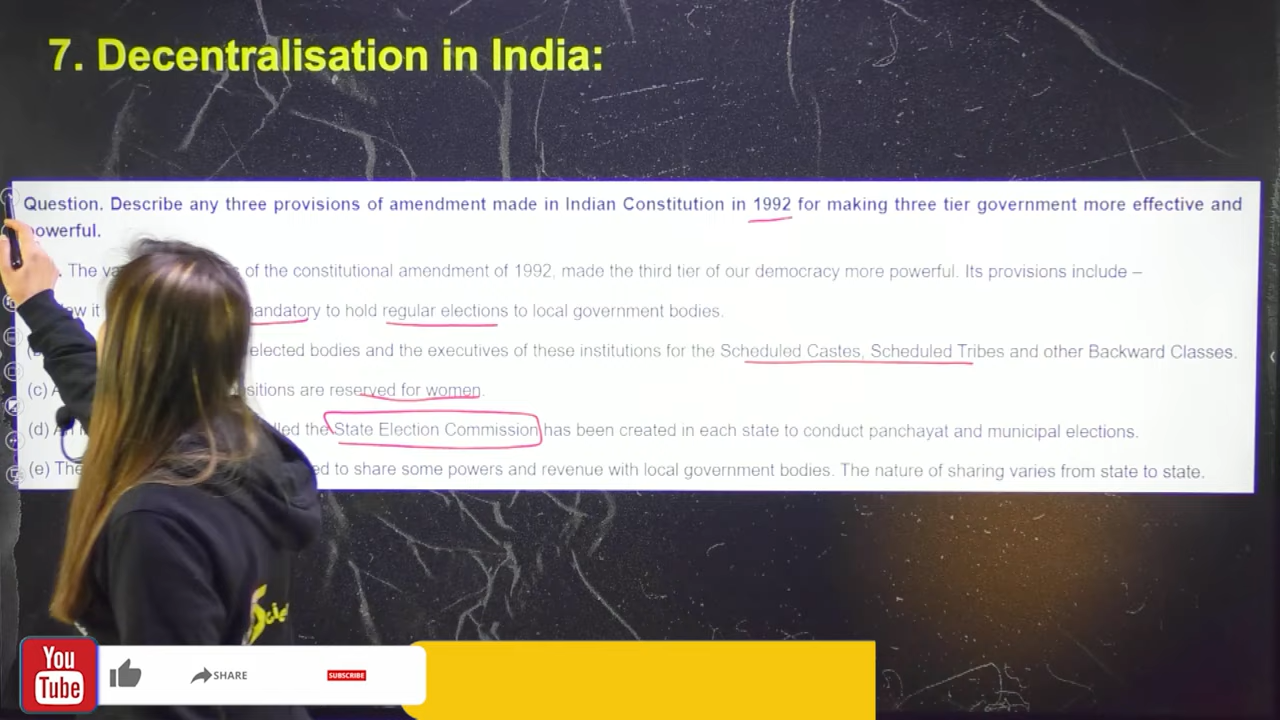 7. Decentralisation in India:
Question. Describe any three provisions of amendment made in Indian Constitution in 1992 for making three tier government more effective and
powerful.
. The of the constitutional amendment of 1992, made the third tier of our democracy more powerful. Its provisions include –
it mandatory to hold regular elections to local government bodies.
elected bodies and the executives of these institutions for the Scheduled Castes, Scheduled Tribes and other Backward Classes.
(c) are reserved for women.
(d) the State Election Commission has been created in each state to conduct panchayat and municipal elections.
(e) to share some powers and revenue with local government bodies. The nature of sharing varies from state to state.
You
Tube
SHARE
SUBSCRIBE